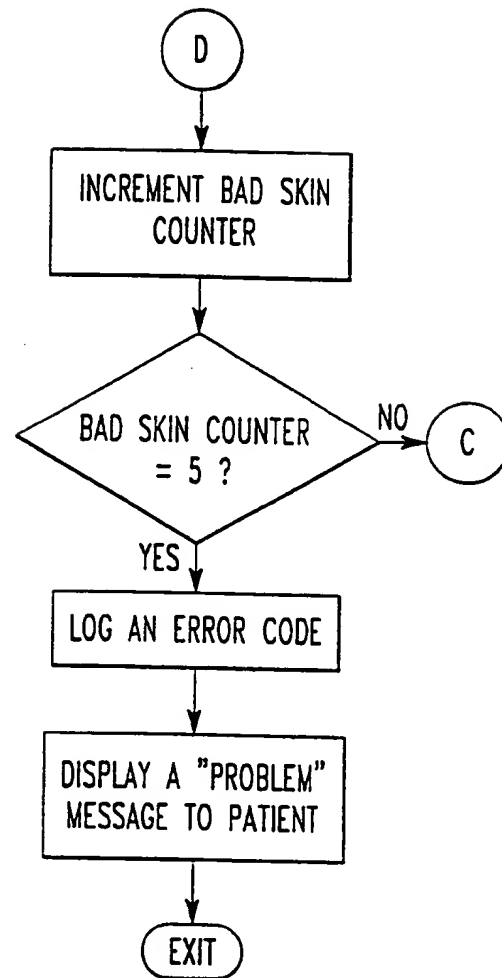 D
INCREMENT BAD SKIN
COUNTER
BAD SKIN COUNTER
= 5 ?
NO
C
YES
LOG AN ERROR CODE
DISPLAY A "PROBLEM"
MESSAGE TO PATIENT
EXIT